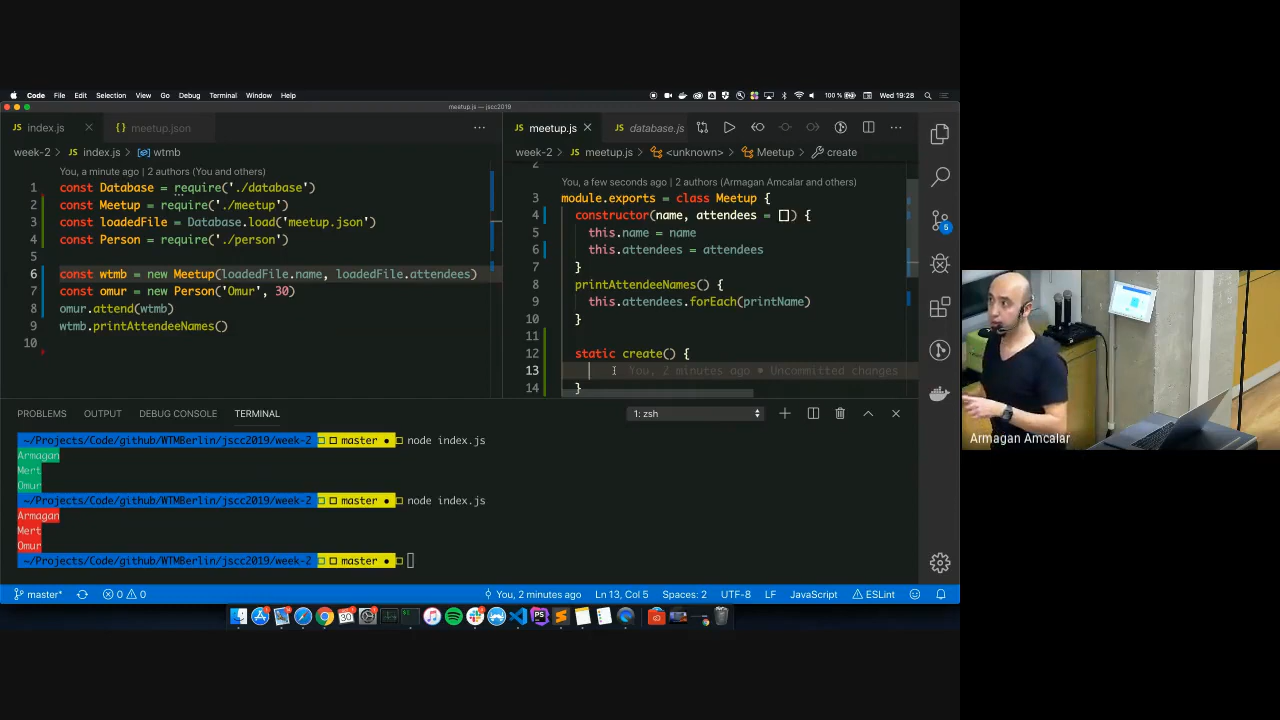 Code File Edit Selection View Go Debug Terminal Window Help
100 % Wed 19:28
meetup.js — jscc2019
JS index.js
{} meetup.json
week-2 > JS index.js > wtmb
You, a minute ago | 2 authors (You and others)
1 const Database = require('./database')
2 const Meetup = require('./meetup')
3 const loadedFile = Database.load('meetup.json')
4 const Person = require('./person')
5
6 const wtmb = new Meetup(loadedFile.name, loadedFile.attendees)
7 const omur = new Person('Omur', 30)
8 omur.attend(wtmb)
9 wtmb.printAttendeeNames()
10
JS meetup.js
JS database.js
week-2 > JS meetup.js > <unknown> > Meetup > create
2
You, a few seconds ago | 2 authors (Armagan Amcalar and others)
3 module.exports = class Meetup {
4 constructor(name, attendees = []) {
5 this.name = name
6 this.attendees = attendees
7 }
8 printAttendeeNames() {
9 this.attendees.forEach(printName)
10 }
11
12 static create() {
13 You, 2 minutes ago • Uncommitted changes
14 }
5
PROBLEMS OUTPUT DEBUG CONSOLE TERMINAL
1: zsh
~/Projects/Code/github/WTMBerlin/jscc2019/week-2 master ● node index.js
Armagan
Mert
Omur
~/Projects/Code/github/WTMBerlin/jscc2019/week-2 master ● node index.js
Armagan
Mert
Omur
~/Projects/Code/github/WTMBerlin/jscc2019/week-2 master ●
master* 0 0 You, 2 minutes ago Ln 13, Col 5 Spaces: 2 UTF-8 LF JavaScript ESLint
Armagan Amcalar